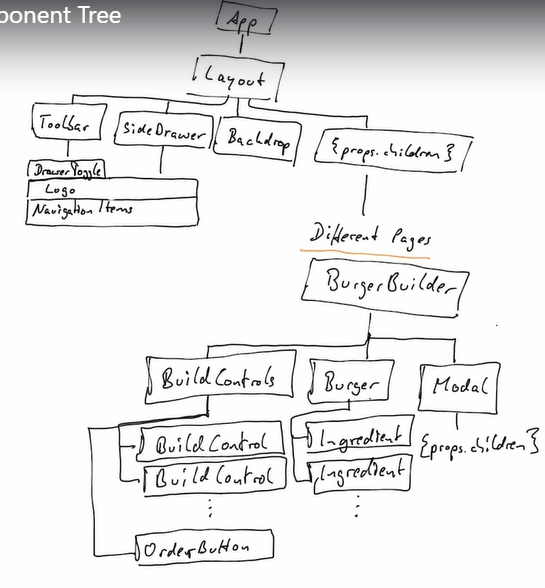 ponent Tree
App
Layout
Toolbar
SideDrawer
Backdrop
{props.children}
DrawerToggle
Logo
Navigation Items
Different Pages
BurgerBuilder
BuildControls
Burger
Modal
BuildControl
Ingredient
{props.children}
BuildControl
Ingredient
⋮
⋮
OrderButton